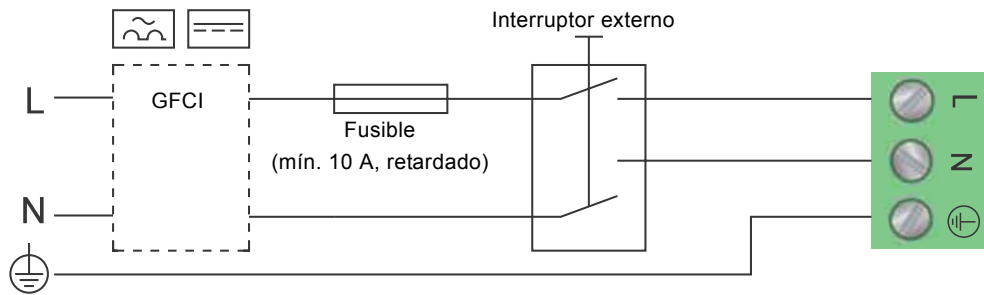 Interruptor externo
L
GFCI
Fusible
(mín. 10 A, retardado)
N
L
N